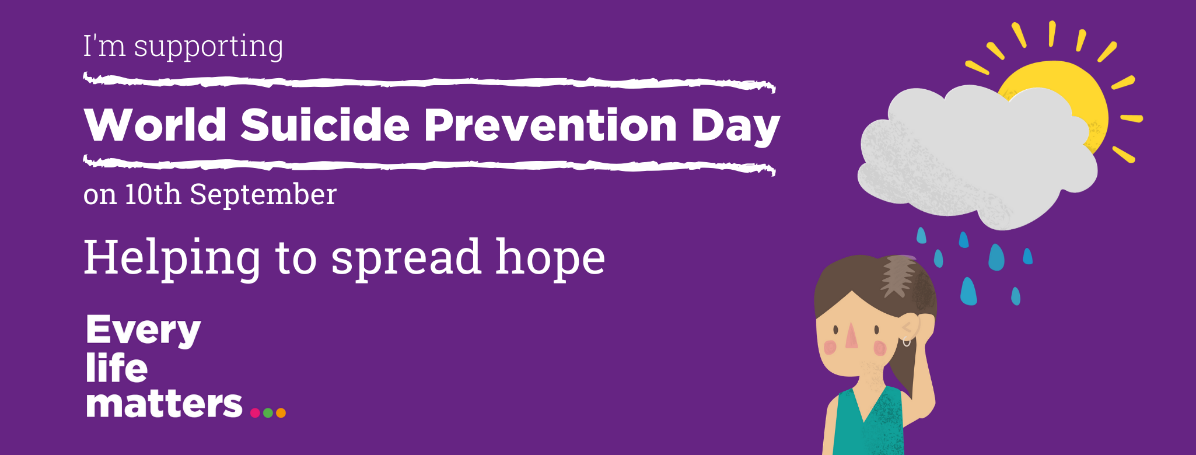 I'm supporting
World Suicide Prevention Day
on 10th September
Helping to spread hope
Every
life
matters...